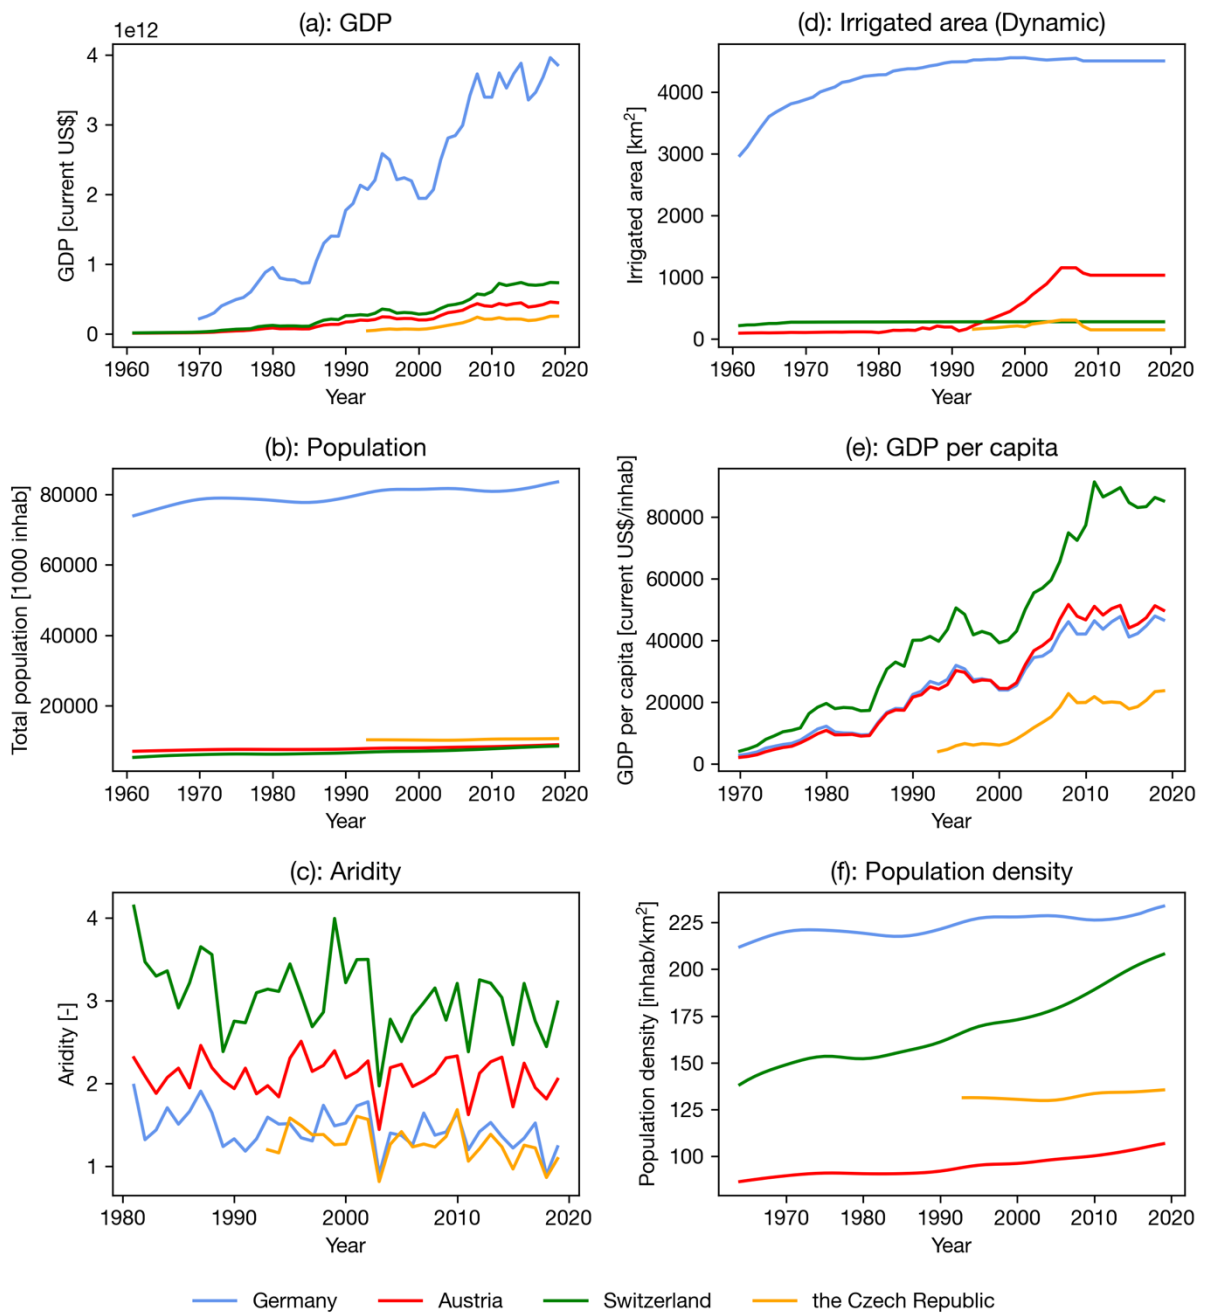 (a): GDP
1e12
4
3
2
1
0
GDP [current US$]
1960 1970 1980 1990 2000 2010 2020
Year
(d): Irrigated area (Dynamic)
4000
3000
2000
1000
0
Irrigated area [km²]
1960 1970 1980 1990 2000 2010 2020
Year
(b): Population
80000
60000
40000
20000
Total population [1000 inhab]
1960 1970 1980 1990 2000 2010 2020
Year
(e): GDP per capita
80000
60000
40000
20000
0
GDP per capita [current US$/inhab]
1970 1980 1990 2000 2010 2020
Year
(c): Aridity
4
3
2
1
Aridity [-]
1980 1990 2000 2010 2020
Year
(f): Population density
225
200
175
150
125
100
Population density [inhab/km²]
1970 1980 1990 2000 2010 2020
Year
Germany Austria Switzerland the Czech Republic